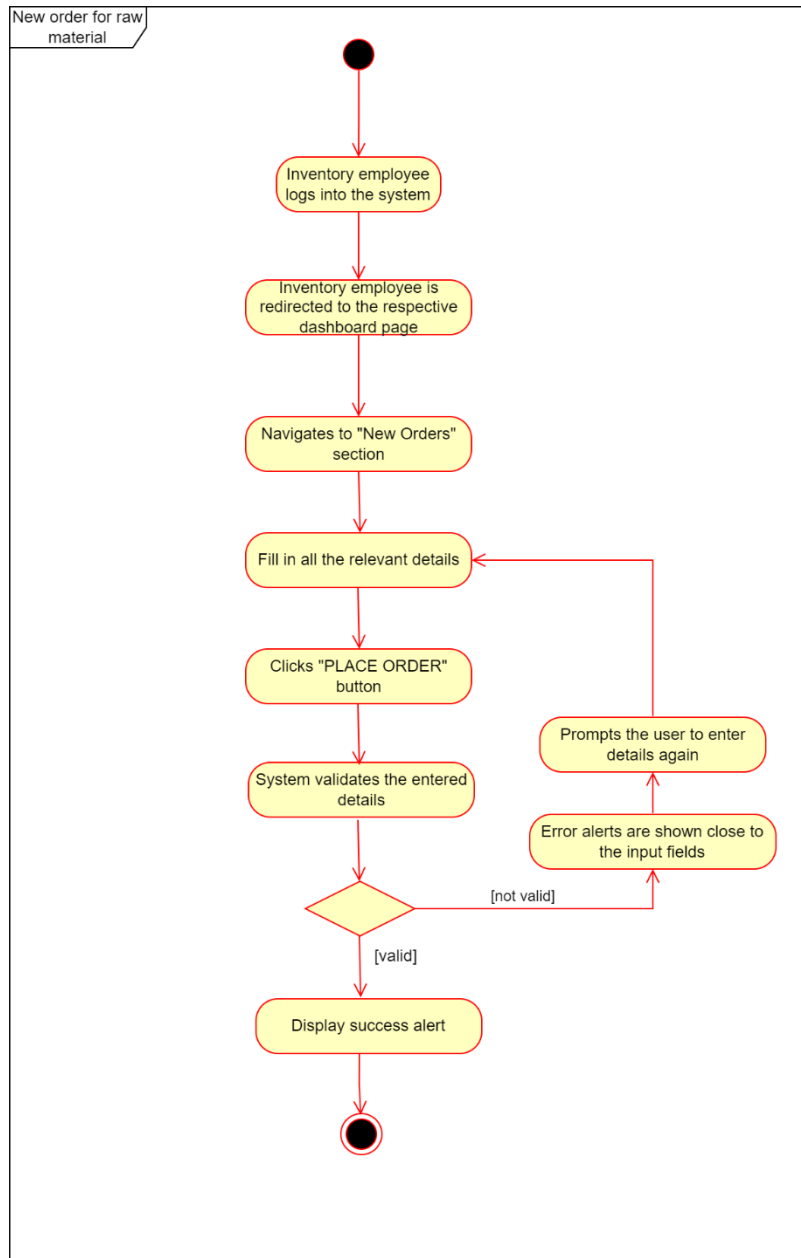 New order for raw
material
Inventory employee
logs into the system
Inventory employee is
redirected to the respective
dashboard page
Navigates to "New Orders"
section
Fill in all the relevant details
Clicks "PLACE ORDER"
button
Prompts the user to enter
details again
System validates the entered
details
Error alerts are shown close to
the input fields
[not valid]
[valid]
Display success alert